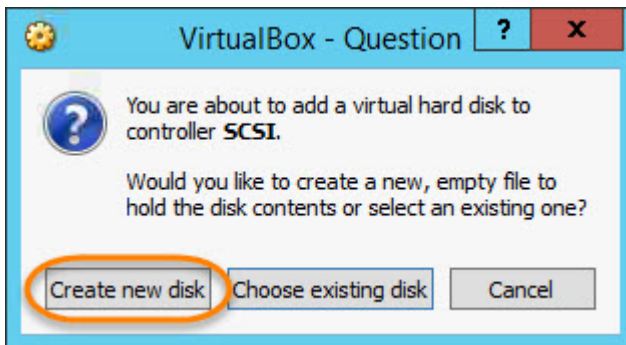 VirtualBox - Question ? x
You are about to add a virtual hard disk to
controller SCSI.
Would you like to create a new, empty file to
hold the disk contents or select an existing one?
Create new disk Choose existing disk Cancel